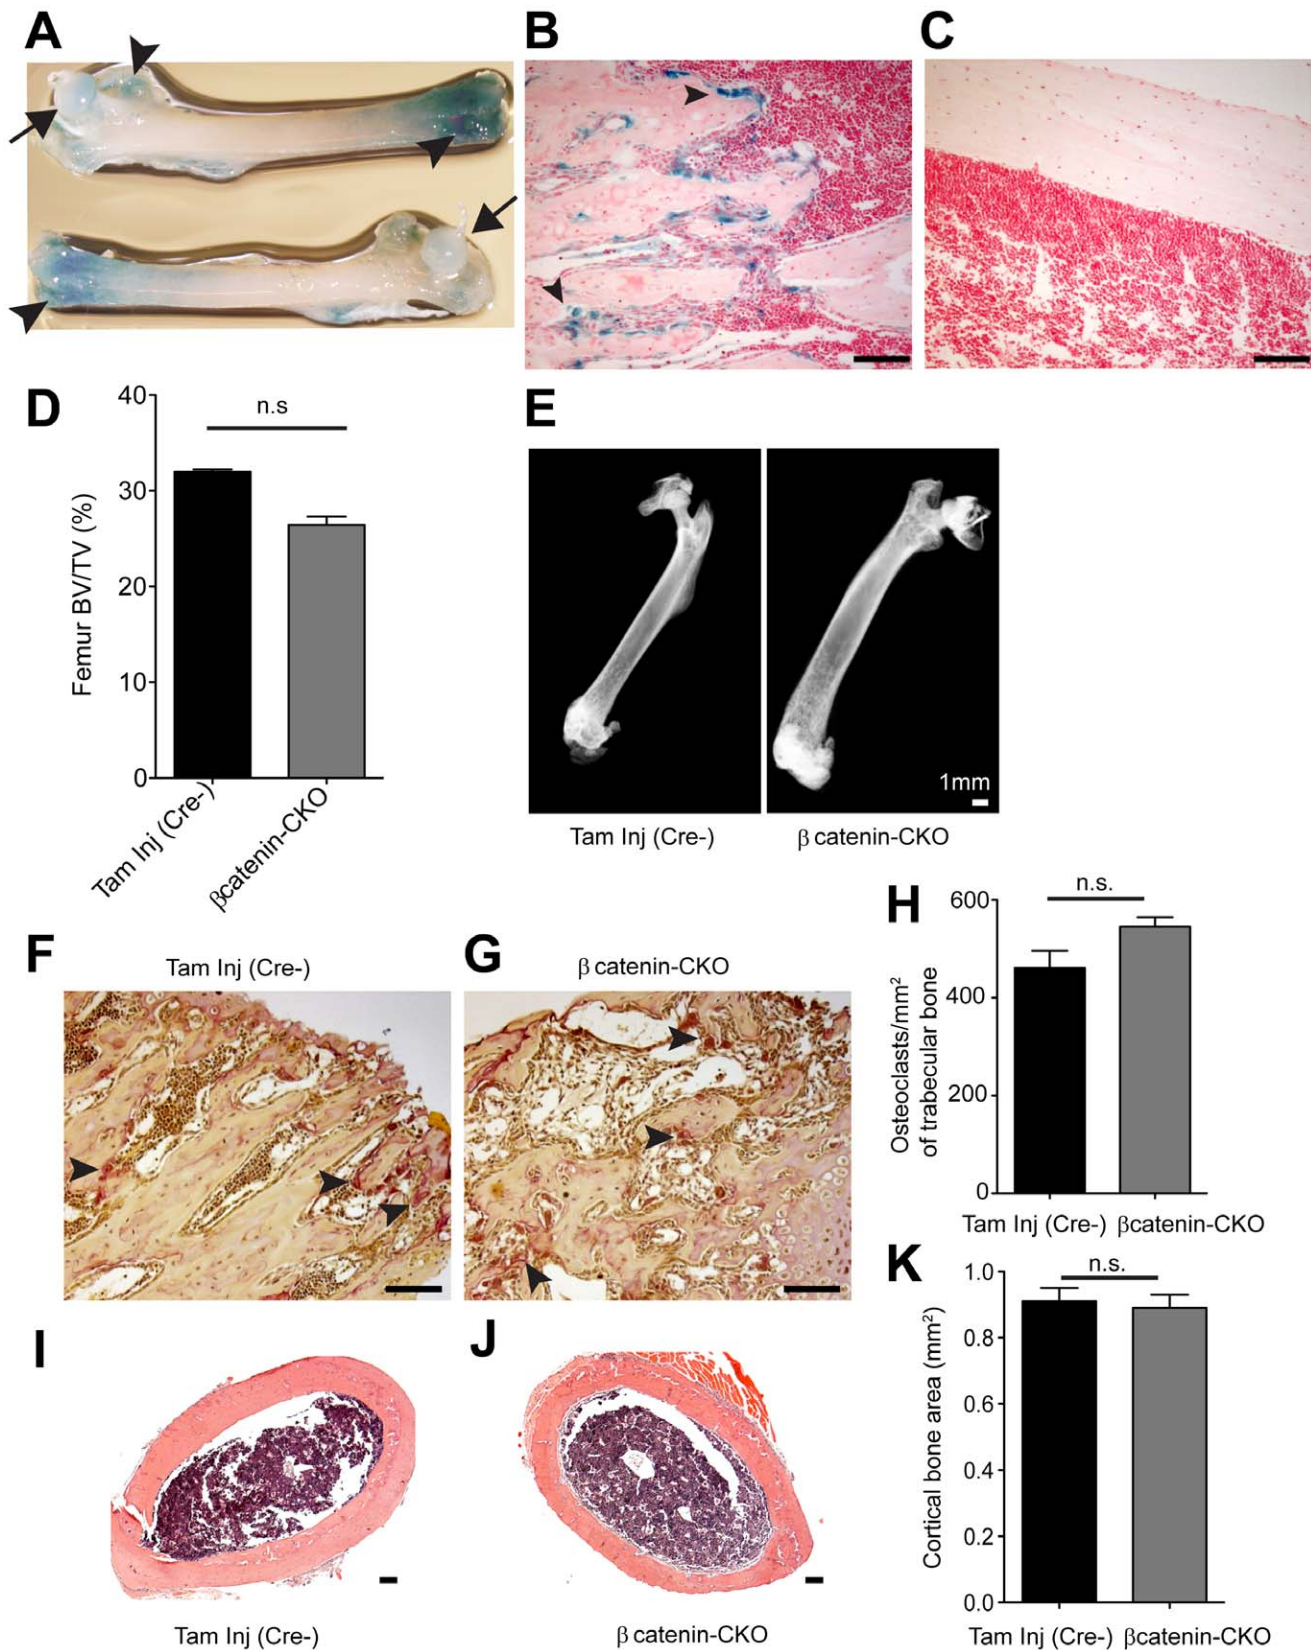 A
B
C
D
40
30
20
10
0
Femur BV/TV (%)
n.s
Tam Inj (Cre-)
βcatenin-CKO
E
1mm
Tam Inj (Cre-)
β catenin-CKO
F
Tam Inj (Cre-)
G
β catenin-CKO
H
600
400
200
0
Osteoclasts/mm²
of trabecular bone
n.s.
Tam Inj (Cre-)
βcatenin-CKO
I
Tam Inj (Cre-)
J
β catenin-CKO
K
1.0
0.8
0.6
0.4
0.2
0.0
Cortical bone area (mm²)
n.s.
Tam Inj (Cre-)
βcatenin-CKO